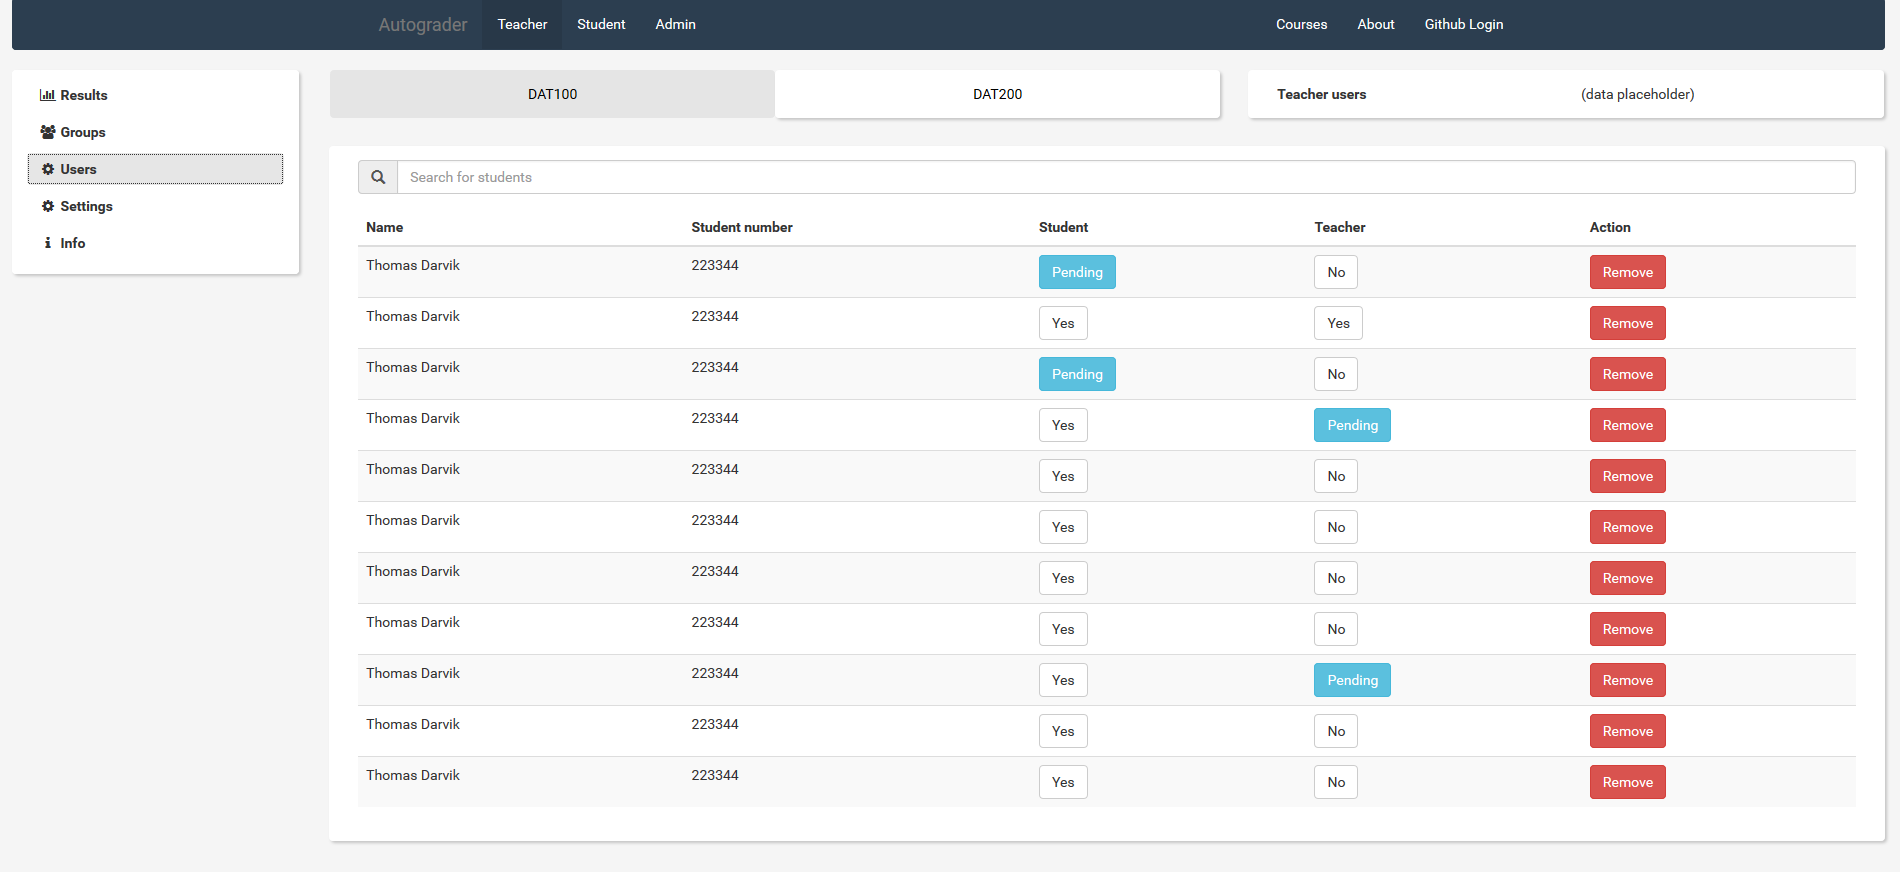 Autograder Teacher Student Admin Courses About Github Login
Results
Groups
Users
Settings
Info
DAT100 DAT200
Teacher users (data placeholder)
Search for students
Name Student number Student Teacher Action
Thomas Darvik 223344 Pending No Remove
Thomas Darvik 223344 Yes Yes Remove
Thomas Darvik 223344 Pending No Remove
Thomas Darvik 223344 Yes Pending Remove
Thomas Darvik 223344 Yes No Remove
Thomas Darvik 223344 Yes No Remove
Thomas Darvik 223344 Yes No Remove
Thomas Darvik 223344 Yes No Remove
Thomas Darvik 223344 Yes Pending Remove
Thomas Darvik 223344 Yes No Remove
Thomas Darvik 223344 Yes No Remove